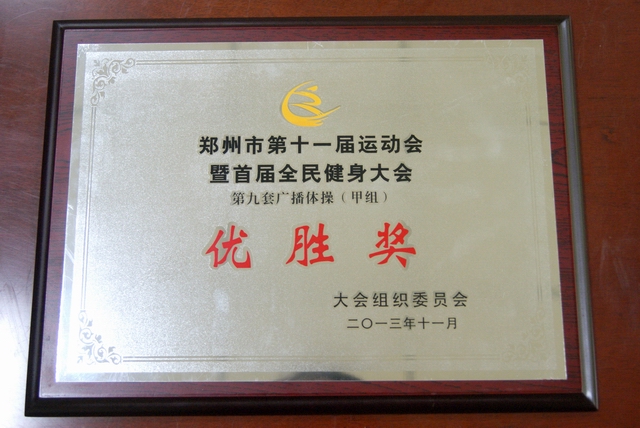 郑州市第十一届运动会
暨首届全民健身大会
第九套广播体操（甲组）
优胜奖
大会组织委员会
二〇一三年十一月